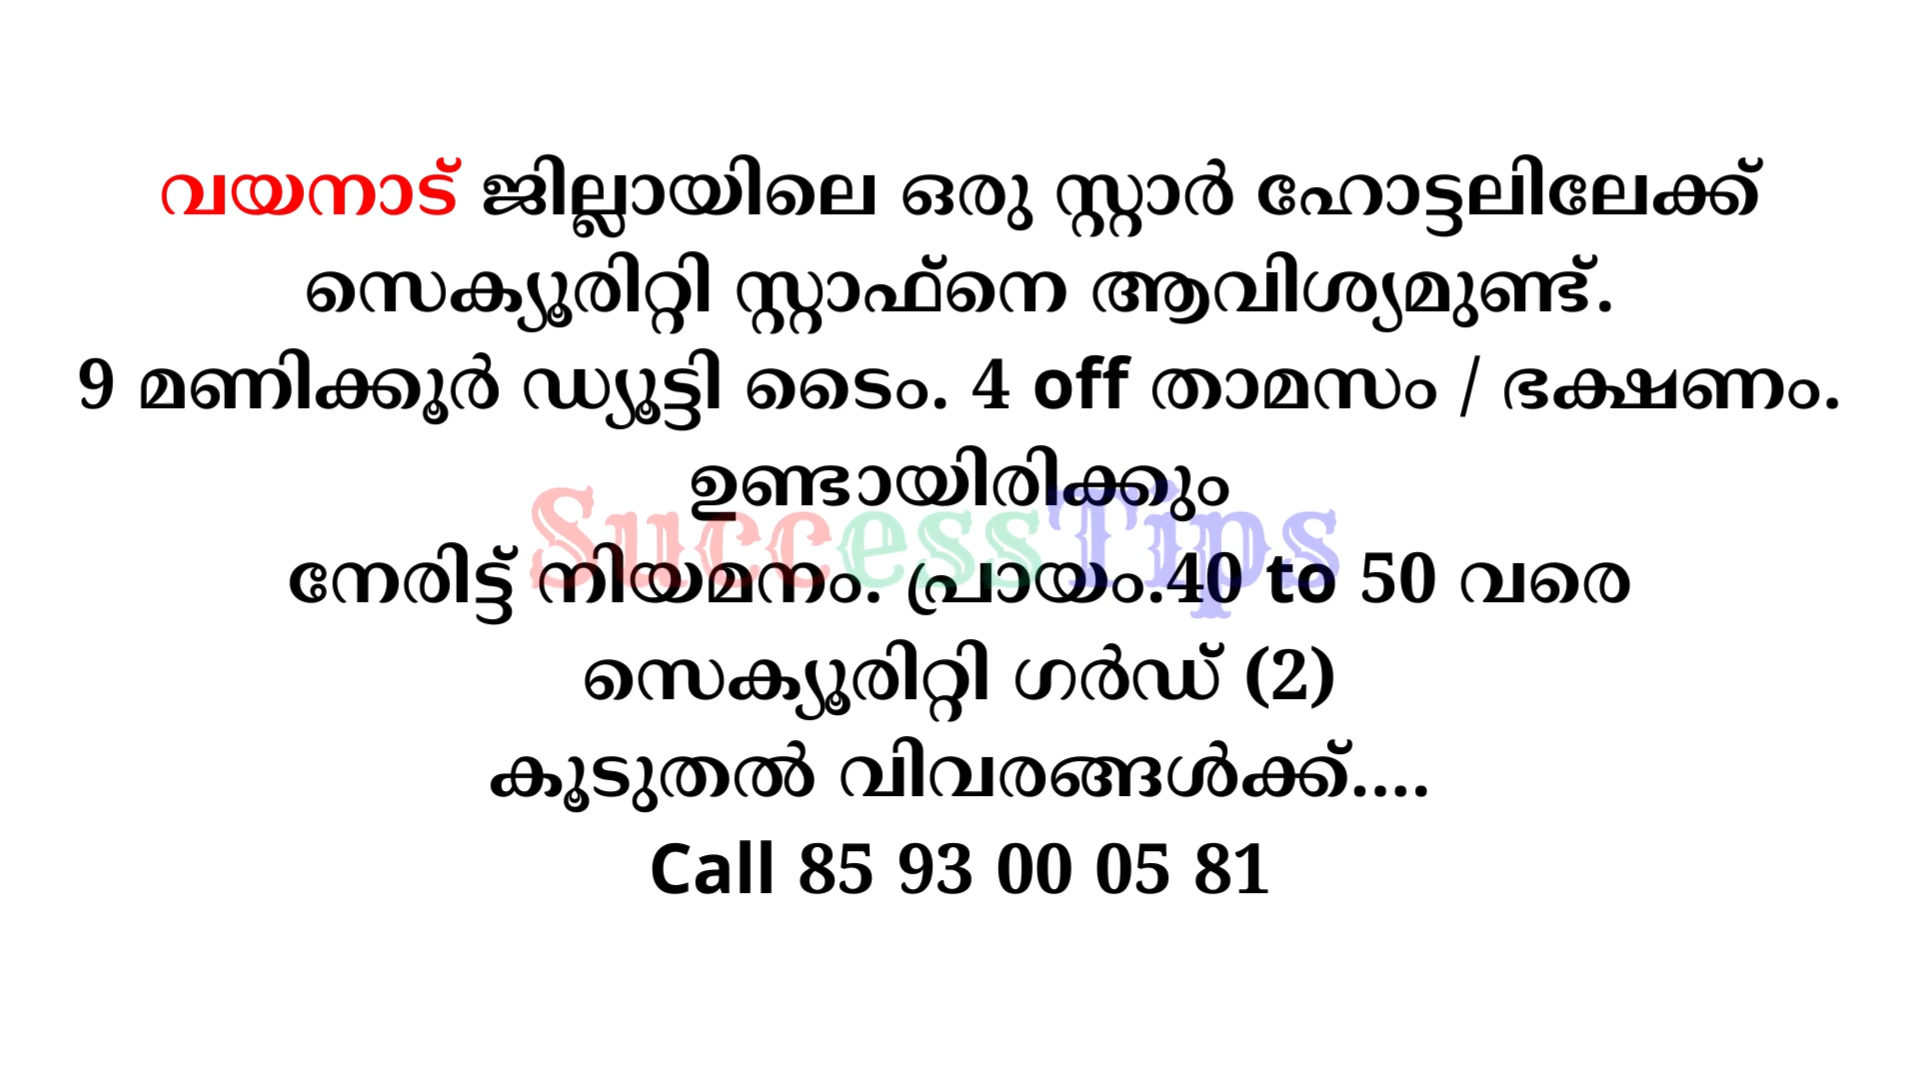 വയനാട് ജില്ലായിലെ ഒരു സ്റ്റാർ ഹോട്ടലിലേക്ക്
സെക്യൂരിറ്റി സ്റ്റാഫ്നെ ആവിശ്യമുണ്ട്.
9 മണിക്കൂർ ഡ്യൂട്ടി ടൈം. 4 off താമസം / ഭക്ഷണം.
ഉണ്ടായിരിക്കും
SuccessTips
നേരിട്ട് നിയമനം. പ്രായം.40 to 50 വരെ
സെക്യൂരിറ്റി ഗർഡ് (2)
കൂടുതൽ വിവരങ്ങൾക്ക്....
Call 85 93 00 05 81